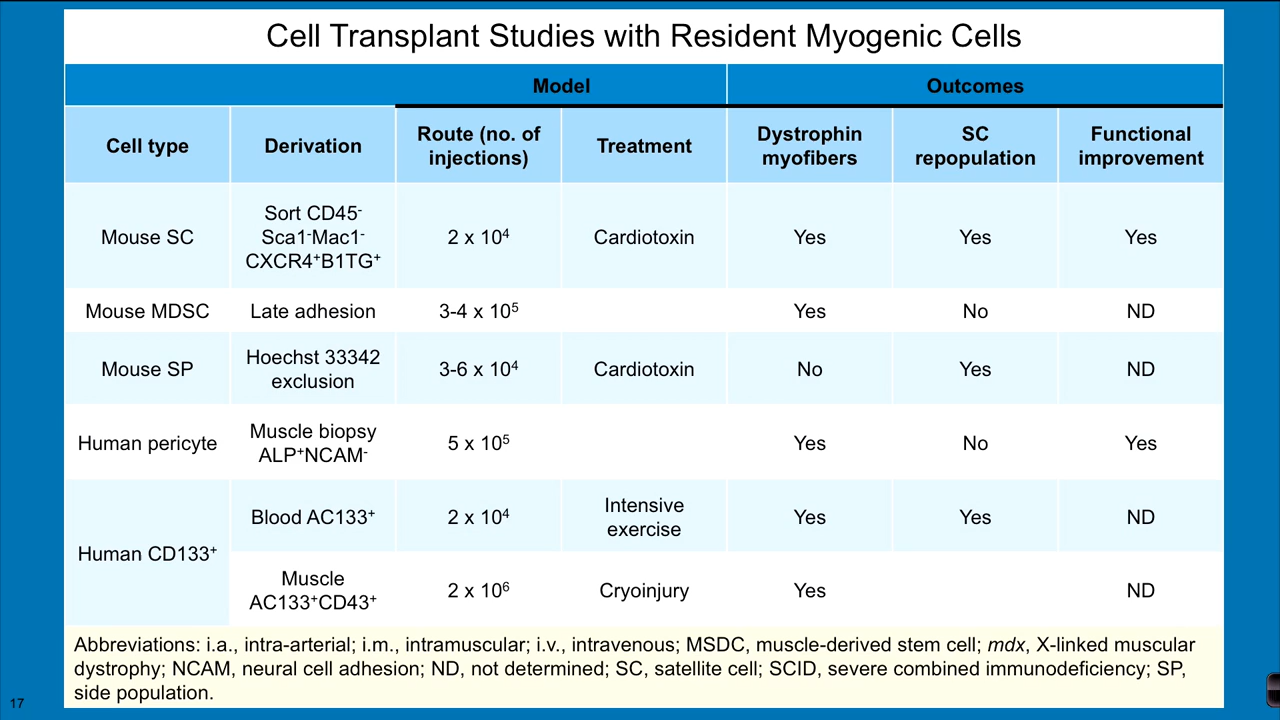 Cell Transplant Studies with Resident Myogenic Cells
Model
Outcomes
Cell type
Derivation
Route (no. of
injections)
Treatment
Dystrophin
myofibers
SC
repopulation
Functional
improvement
Mouse SC
Sort CD45⁻
Sca1⁻Mac1⁻
CXCR4⁺B1TG⁺
2 x 10⁴
Cardiotoxin
Yes
Yes
Yes
Mouse MDSC
Late adhesion
3-4 x 10⁵
Yes
No
ND
Mouse SP
Hoechst 33342
exclusion
3-6 x 10⁴
Cardiotoxin
No
Yes
ND
Human pericyte
Muscle biopsy
ALP⁺NCAM⁻
5 x 10⁵
Yes
No
Yes
Human CD133⁺
Blood AC133⁺
2 x 10⁴
Intensive
exercise
Yes
Yes
ND
Muscle
AC133⁺CD43⁺
2 x 10⁶
Cryoinjury
Yes
ND
Abbreviations: i.a., intra-arterial; i.m., intramuscular; i.v., intravenous; MSDC, muscle-derived stem cell; mdx, X-linked muscular
dystrophy; NCAM, neural cell adhesion; ND, not determined; SC, satellite cell; SCID, severe combined immunodeficiency; SP,
side population.
17